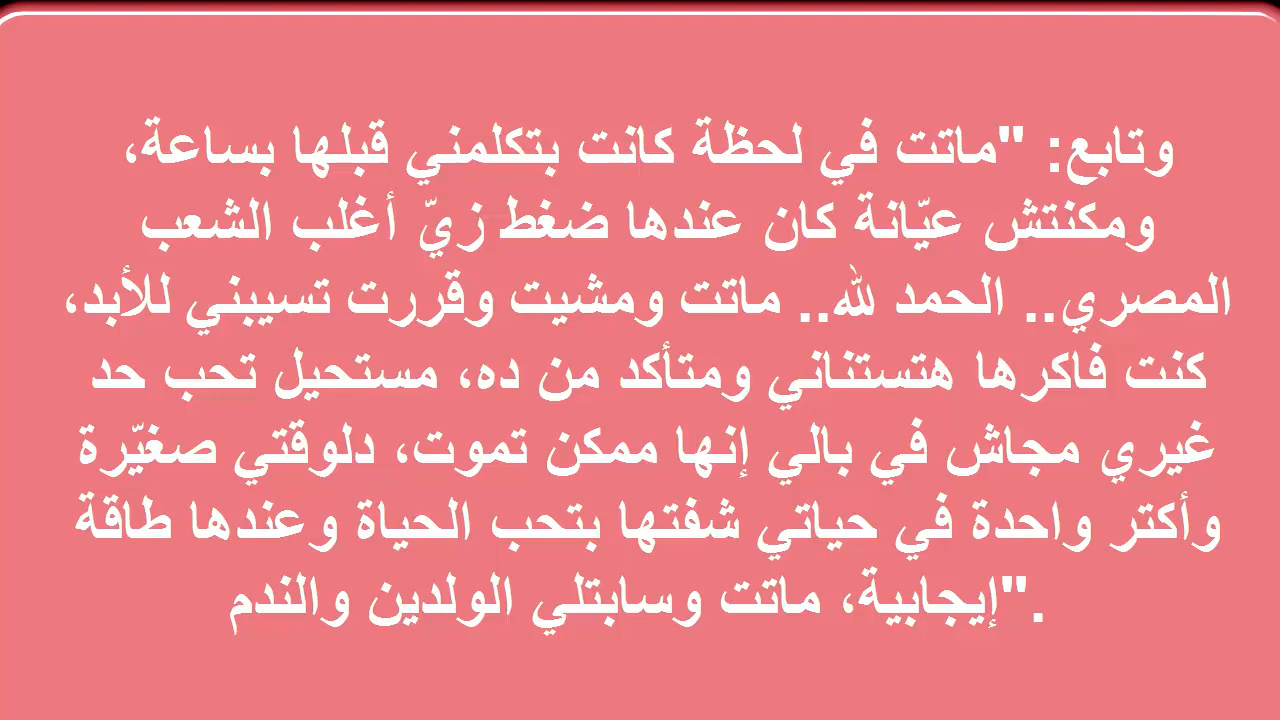 وتابع: "ماتت في لحظة كانت بتكلمني قبلها بساعة،
ومكنتش عيّانة كان عندها ضغط زيّ أغلب الشعب
المصري.. الحمد لله.. ماتت ومشيت وقررت تسيبني للأبد،
كنت فاكرها هتستناني ومتأكد من ده، مستحيل تحب حد
غيري مجاش في بالي إنها ممكن تموت، دلوقتي صغيّرة
وأكتر واحدة في حياتي شفتها بتحب الحياة وعندها طاقة
إيجابية، ماتت وسابتلي الولدين والندم".